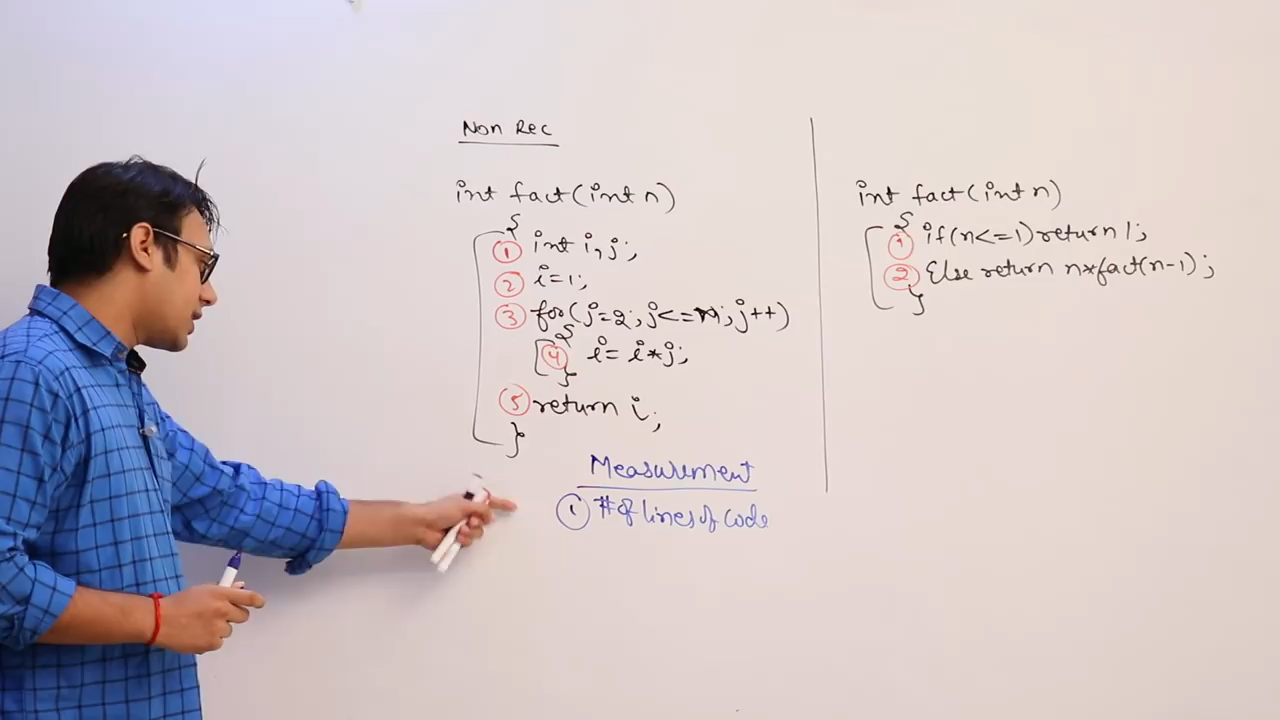 Non Rec
int fact(int n)
{
① int i, j;
② i=1;
③ for(j=2; j<=n; j++)
{
④ i= i*j;
}
⑤ return i;
}
Measurement
① # of lines of code
int fact(int n)
{
① if(n<=1) return 1;
② Else return n*fact(n-1);
}